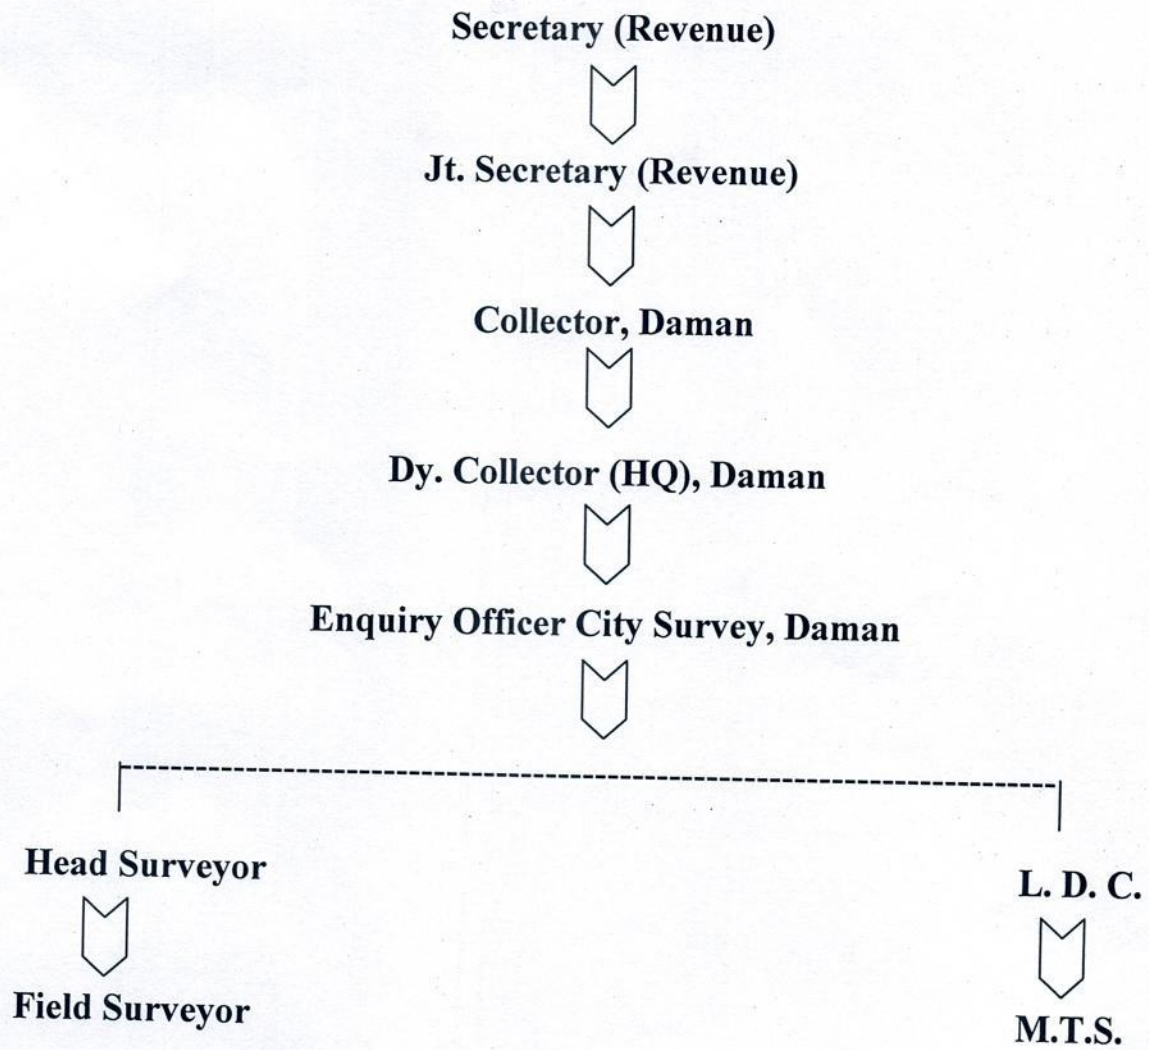 Secretary (Revenue)
Jt. Secretary (Revenue)
Collector, Daman
Dy. Collector (HQ), Daman
Enquiry Officer City Survey, Daman
Head Surveyor
L. D. C.
Field Surveyor
M.T.S.